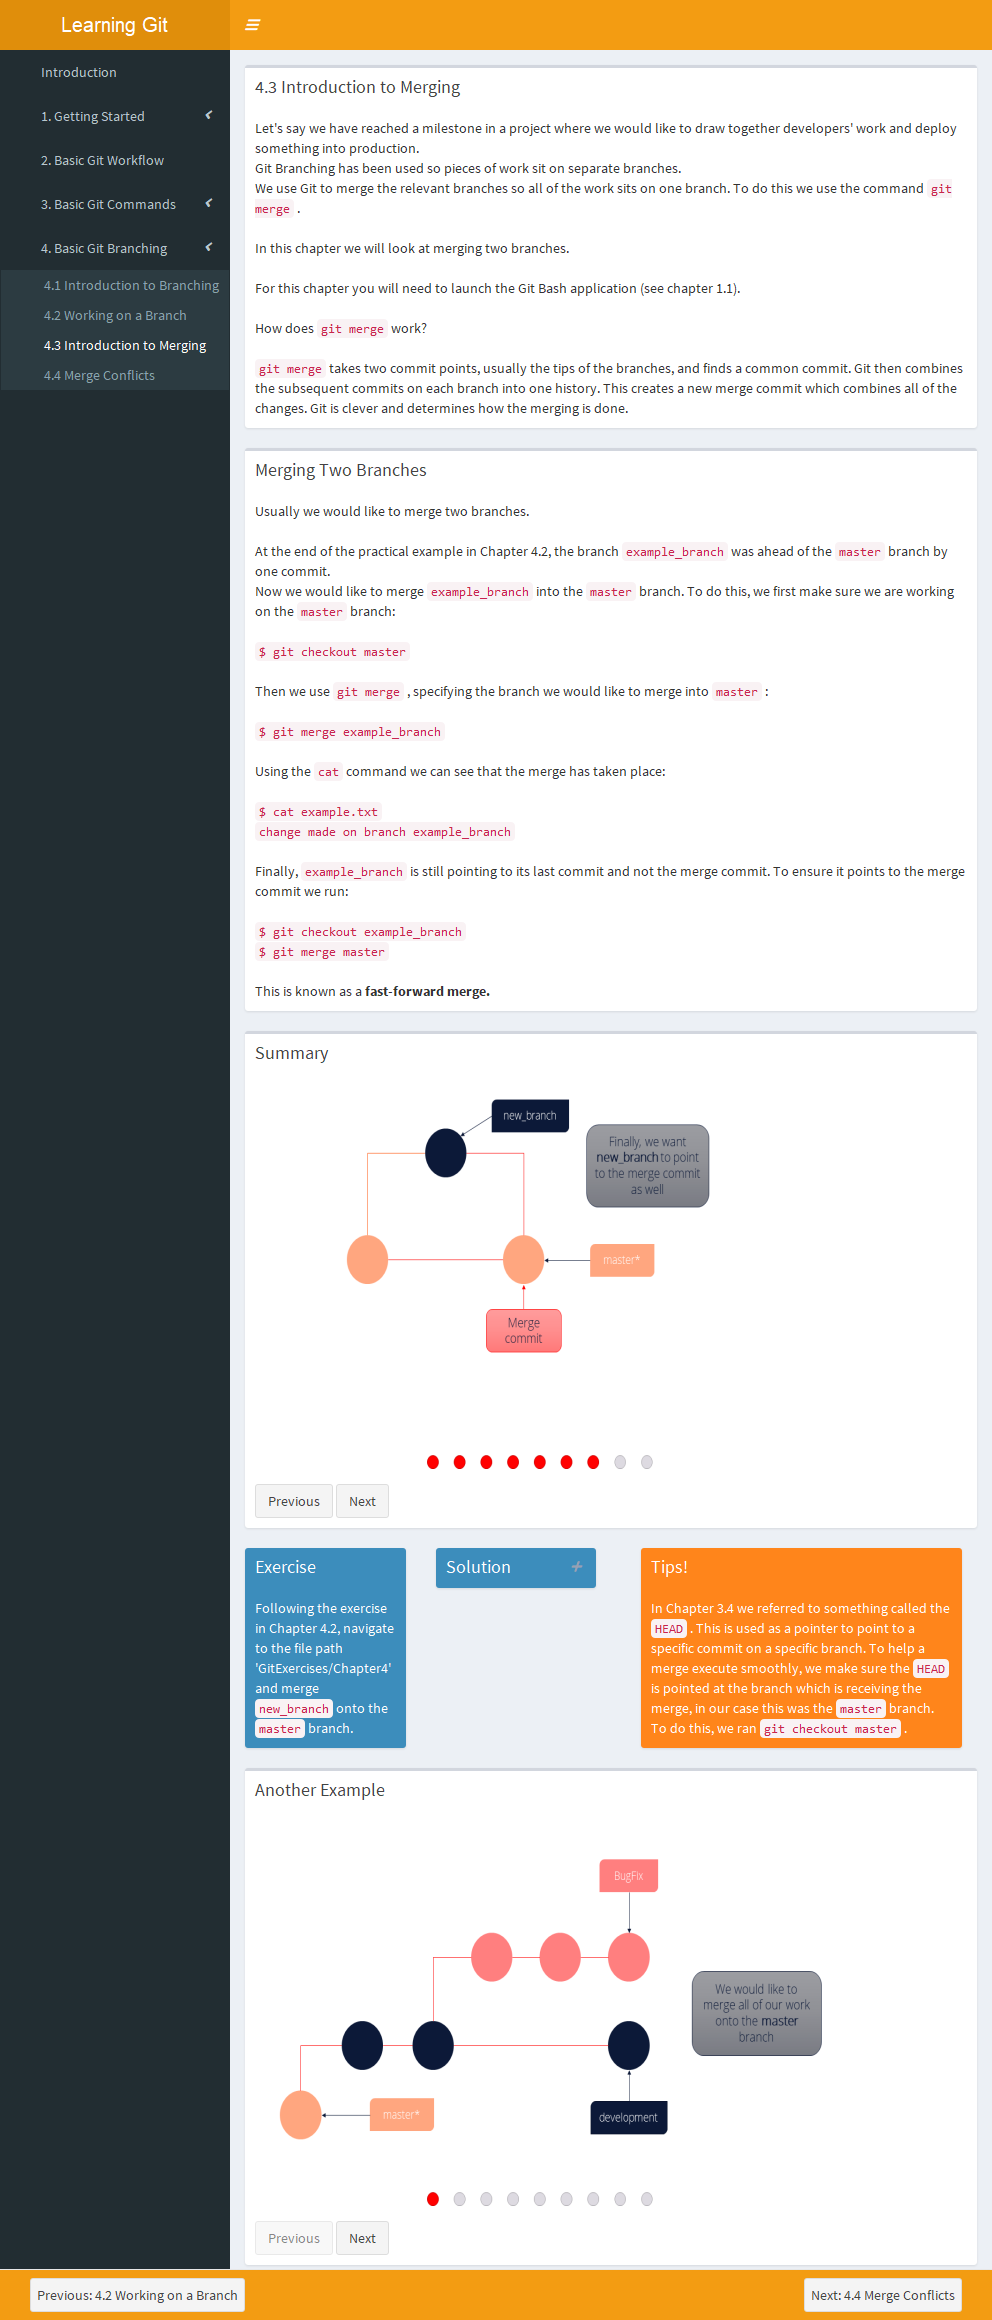 Learning Git
Introduction
1. Getting Started
2. Basic Git Workflow
3. Basic Git Commands
4. Basic Git Branching
4.1 Introduction to Branching
4.2 Working on a Branch
4.3 Introduction to Merging
4.4 Merge Conflicts
4.3 Introduction to Merging
Let's say we have reached a milestone in a project where we would like to draw together developers' work and deploy
something into production.
Git Branching has been used so pieces of work sit on separate branches.
We use Git to merge the relevant branches so all of the work sits on one branch. To do this we use the command git
merge .
In this chapter we will look at merging two branches.
For this chapter you will need to launch the Git Bash application (see chapter 1.1).
How does git merge work?
git merge takes two commit points, usually the tips of the branches, and finds a common commit. Git then combines
the subsequent commits on each branch into one history. This creates a new merge commit which combines all of the
changes. Git is clever and determines how the merging is done.
Merging Two Branches
Usually we would like to merge two branches.
At the end of the practical example in Chapter 4.2, the branch example_branch was ahead of the master branch by
one commit.
Now we would like to merge example_branch into the master branch. To do this, we first make sure we are working
on the master branch:
$ git checkout master
Then we use git merge , specifying the branch we would like to merge into master :
$ git merge example_branch
Using the cat command we can see that the merge has taken place:
$ cat example.txt
change made on branch example_branch
Finally, example_branch is still pointing to its last commit and not the merge commit. To ensure it points to the merge
commit we run:
$ git checkout example_branch
$ git merge master
This is known as a fast-forward merge.
Summary
new_branch
Finally, we want
new_branch to point
to the merge commit
as well
master*
Merge
commit
Previous
Next
Exercise
Following the exercise
in Chapter 4.2, navigate
to the file path
'GitExercises/Chapter4'
and merge
new_branch onto the
master branch.
Solution
Tips!
In Chapter 3.4 we referred to something called the
HEAD . This is used as a pointer to point to a
specific commit on a specific branch. To help a
merge execute smoothly, we make sure the HEAD
is pointed at the branch which is receiving the
merge, in our case this was the master branch.
To do this, we ran git checkout master .
Another Example
BugFix
We would like to
merge all of our work
onto the master
branch
master*
development
Previous
Next
Previous: 4.2 Working on a Branch
Next: 4.4 Merge Conflicts